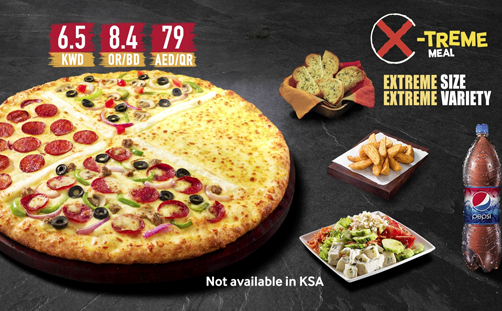 6.5 8.4 79
KWD OR/BD AED/QR
X-TREME
MEAL
EXTREME SIZE
EXTREME VARIETY
pepsi
Not available in KSA